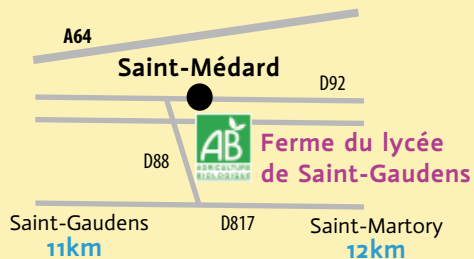 A64
Saint-Médard
D92
AB
AGRICULTURE
BIOLOGIQUE
Ferme du lycée
de Saint-Gaudens
D88
Saint-Gaudens
11km
D817
Saint-Martory
12km